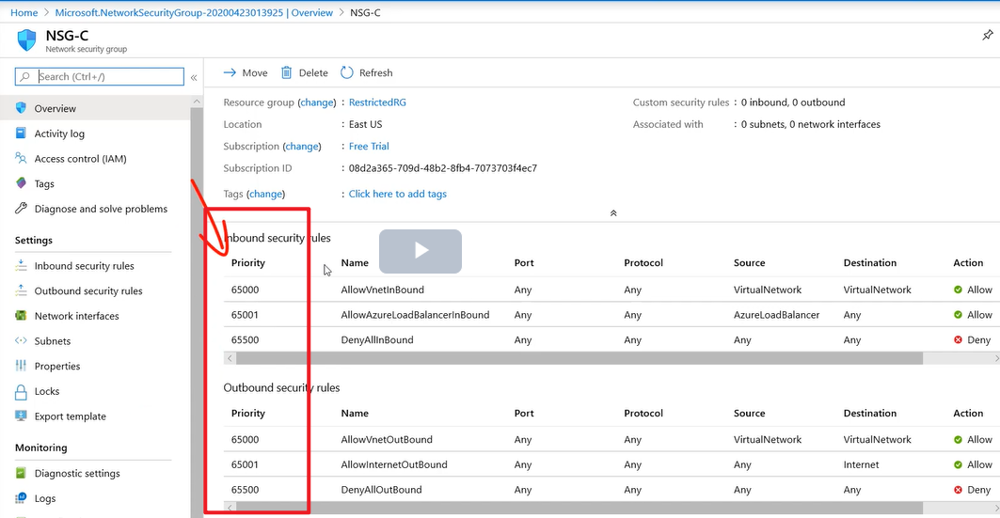 Home > Microsoft.NetworkSecurityGroup-20200423013925 | Overview > NSG-C
NSG-C
Network security group
Search (Ctrl+/)
«
Overview
Activity log
Access control (IAM)
Tags
Diagnose and solve problems
Settings
Inbound security rules
Outbound security rules
Network interfaces
Subnets
Properties
Locks
Export template
Monitoring
Diagnostic settings
Logs
Move Delete Refresh
Resource group (change) : RestrictedRG
Location : East US
Subscription (change) : Free Trial
Subscription ID : 08d2a365-709d-48b2-8fb4-7073703f4ec7
Tags (change) : Click here to add tags
Custom security rules : 0 inbound, 0 outbound
Associated with : 0 subnets, 0 network interfaces
Inbound security rules
Priority Name Port Protocol Source Destination Action
65000 AllowVnetInBound Any Any VirtualNetwork VirtualNetwork Allow
65001 AllowAzureLoadBalancerInBound Any Any AzureLoadBalancer Any Allow
65500 DenyAllInBound Any Any Any Any Deny
Outbound security rules
Priority Name Port Protocol Source Destination Action
65000 AllowVnetOutBound Any Any VirtualNetwork VirtualNetwork Allow
65001 AllowInternetOutBound Any Any Any Internet Allow
65500 DenyAllOutBound Any Any Any Any Deny